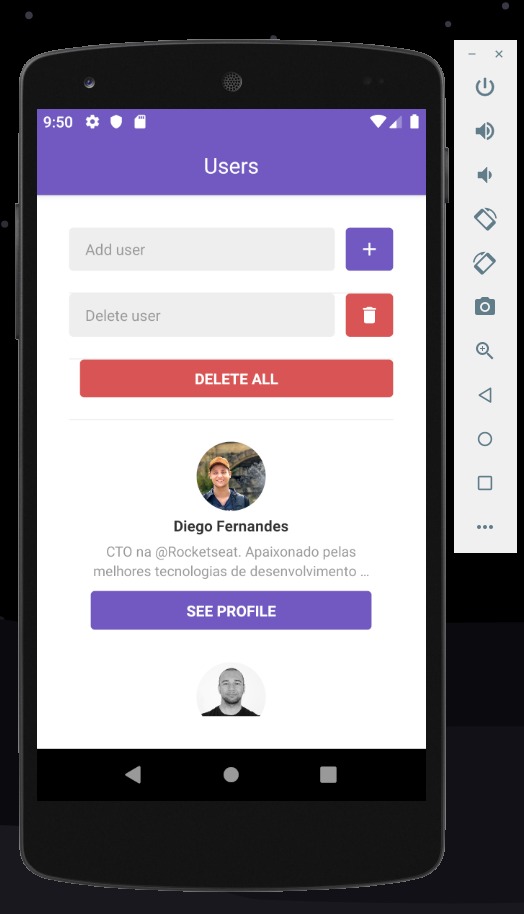 9:50
Users
Add user
Delete user
DELETE ALL
Diego Fernandes
CTO na @Rocketseat. Apaixonado pelas
melhores tecnologias de desenvolvimento ...
SEE PROFILE